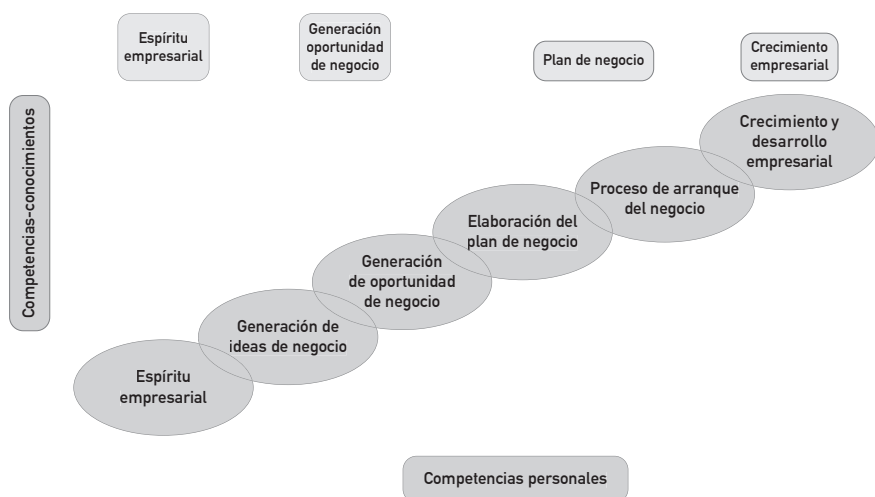 Espíritu
empresarial
Generación
oportunidad
de negocio
Plan de negocio
Crecimiento
empresarial
Competencias-conocimientos
Crecimiento y
desarrollo
empresarial
Proceso de arranque
del negocio
Elaboración del
plan de negocio
Generación
de oportunidad
de negocio
Generación de
ideas de negocio
Espíritu
empresarial
Competencias personales